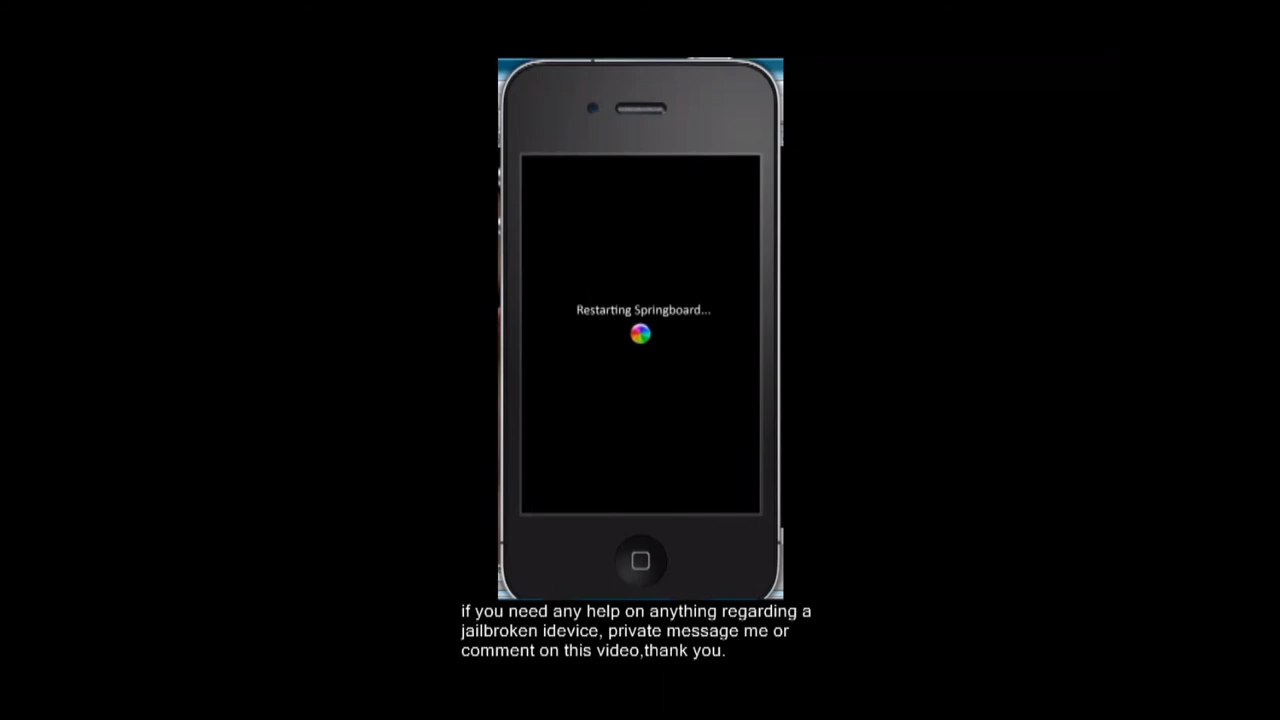 Restarting Springboard...
if you need any help on anything regarding a
jailbroken idevice, private message me or
comment on this video,thank you.